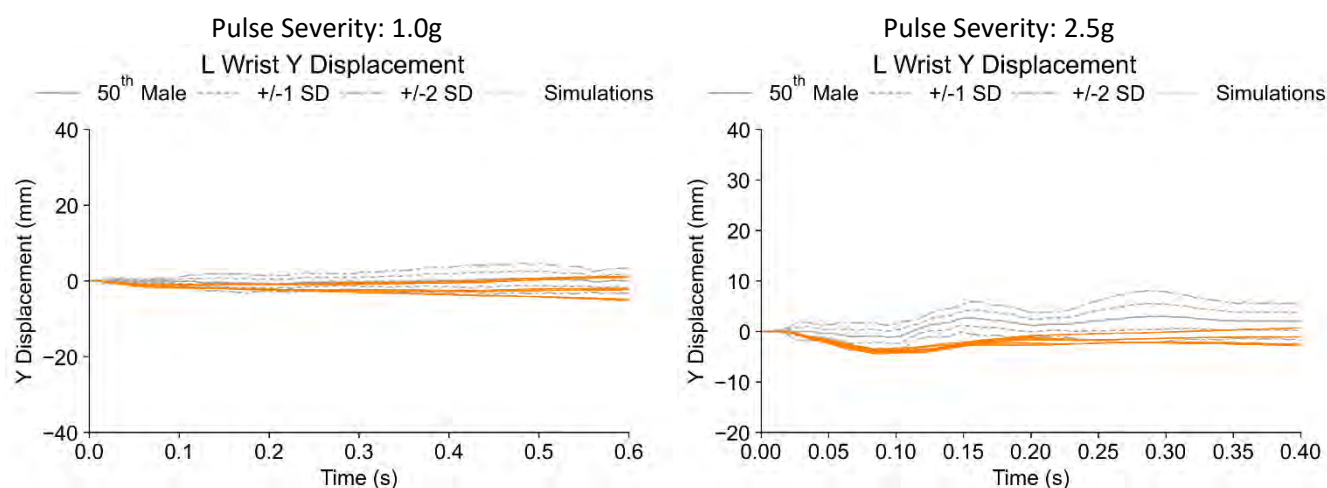 Pulse Severity: 1.0g
L Wrist Y Displacement
50th Male +/-1 SD +/-2 SD Simulations
Y Displacement (mm)
40
20
0
−20
−40
0.0 0.1 0.2 0.3 0.4 0.5 0.6
Time (s)
Pulse Severity: 2.5g
L Wrist Y Displacement
50th Male +/-1 SD +/-2 SD Simulations
Y Displacement (mm)
40
30
20
10
0
−10
−20
0.00 0.05 0.10 0.15 0.20 0.25 0.30 0.35 0.40
Time (s)